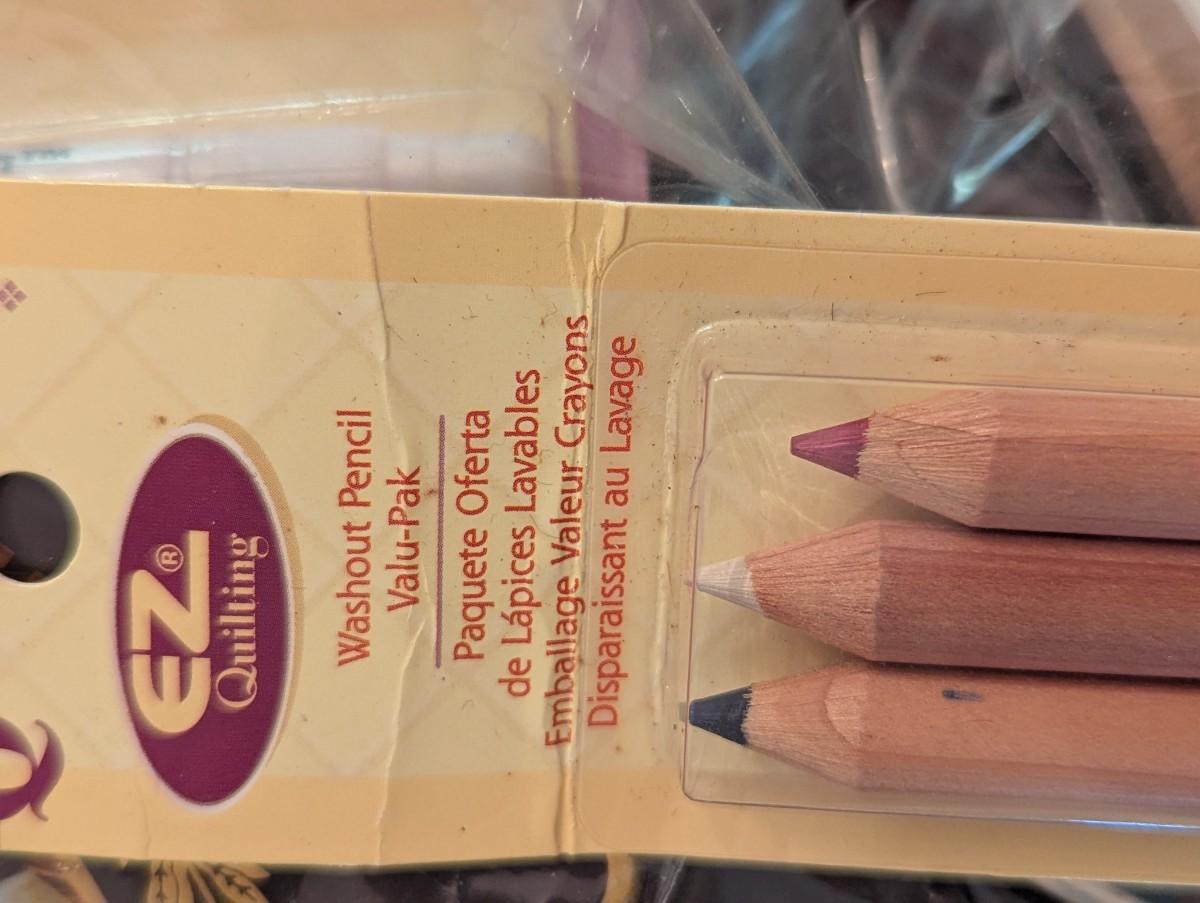 EZ®
Quilting
Washout Pencil
Valu-Pak
Paquete Oferta
de Lápices Lavables
Emballage Valeur Crayons
Disparaissant au Lavage
Q